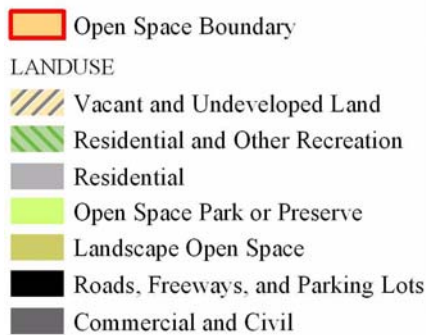 Open Space Boundary
LANDUSE
Vacant and Undeveloped Land
Residential and Other Recreation
Residential
Open Space Park or Preserve
Landscape Open Space
Roads, Freeways, and Parking Lots
Commercial and Civil